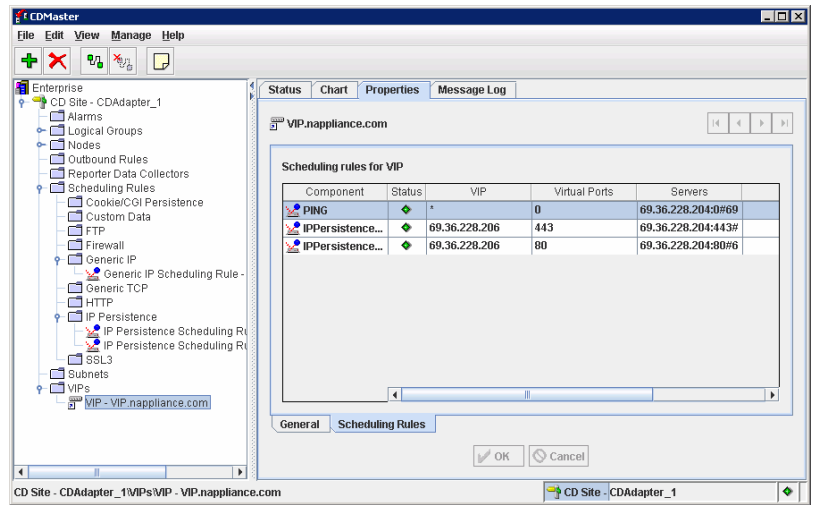 CDMaster
File Edit View Manage Help
Enterprise
CD Site - CDAdapter_1
Alarms
Logical Groups
Nodes
Outbound Rules
Reporter Data Collectors
Scheduling Rules
Cookie/CGI Persistence
Custom Data
FTP
Firewall
Generic IP
Generic IP Scheduling Rule -
Generic TCP
HTTP
IP Persistence
IP Persistence Scheduling Ru
IP Persistence Scheduling Ru
SSL3
Subnets
VIPs
VIP - VIP.nappliance.com
Status Chart Properties Message Log
VIP.nappliance.com
Scheduling rules for VIP
Component Status VIP Virtual Ports Servers
PING * 0 69.36.228.204:0#69
IPPersistence... 69.36.228.206 443 69.36.228.204:443#
IPPersistence... 69.36.228.206 80 69.36.228.204:80#6
General Scheduling Rules
OK Cancel
CD Site - CDAdapter_1\VIPs\VIP - VIP.nappliance.com CD Site - CDAdapter_1